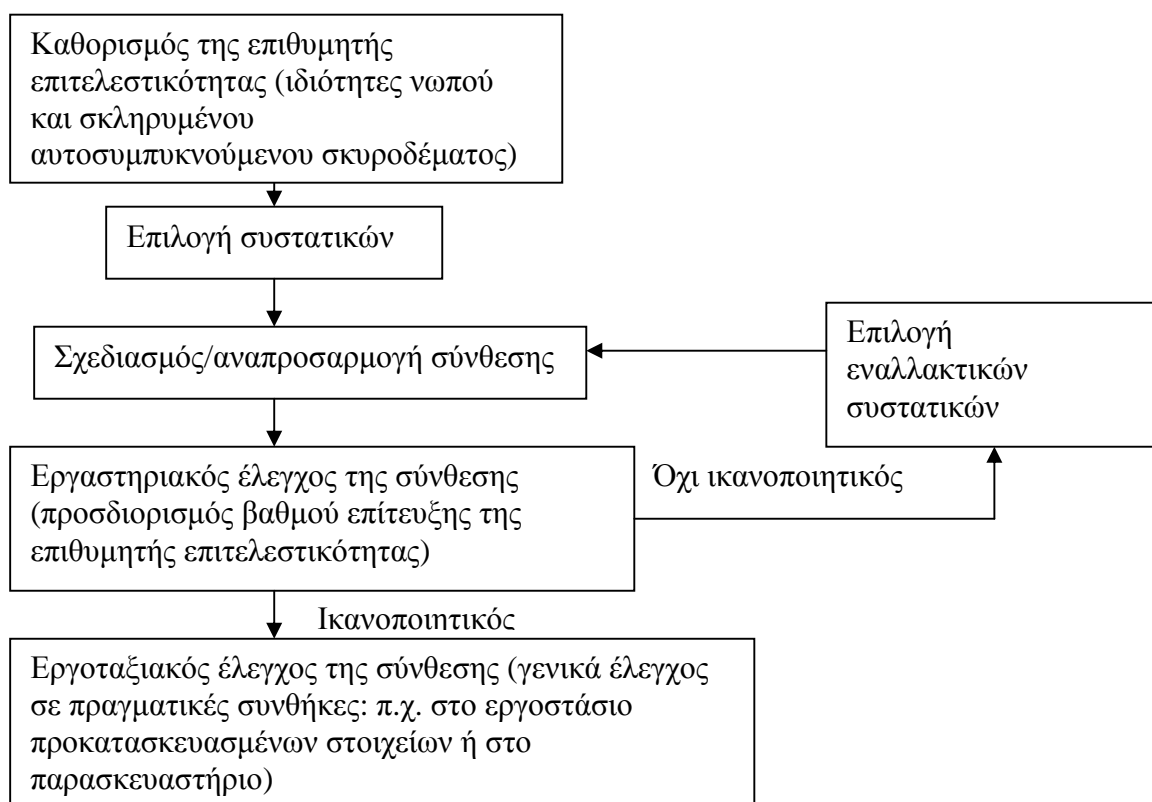 Καθορισμός της επιθυμητής
επιτελεστικότητας (ιδιότητες νωπού
και σκληρυμένου
αυτοσυμπυκνούμενου σκυροδέματος)
Επιλογή συστατικών
Σχεδιασμός/αναπροσαρμογή σύνθεσης
Επιλογή
εναλλακτικών
συστατικών
Εργαστηριακός έλεγχος της σύνθεσης
(προσδιορισμός βαθμού επίτευξης της
επιθυμητής επιτελεστικότητας)
Όχι ικανοποιητικός
Ικανοποιητικός
Εργοταξιακός έλεγχος της σύνθεσης (γενικά έλεγχος
σε πραγματικές συνθήκες: π.χ. στο εργοστάσιο
προκατασκευασμένων στοιχείων ή στο
παρασκευαστήριο)